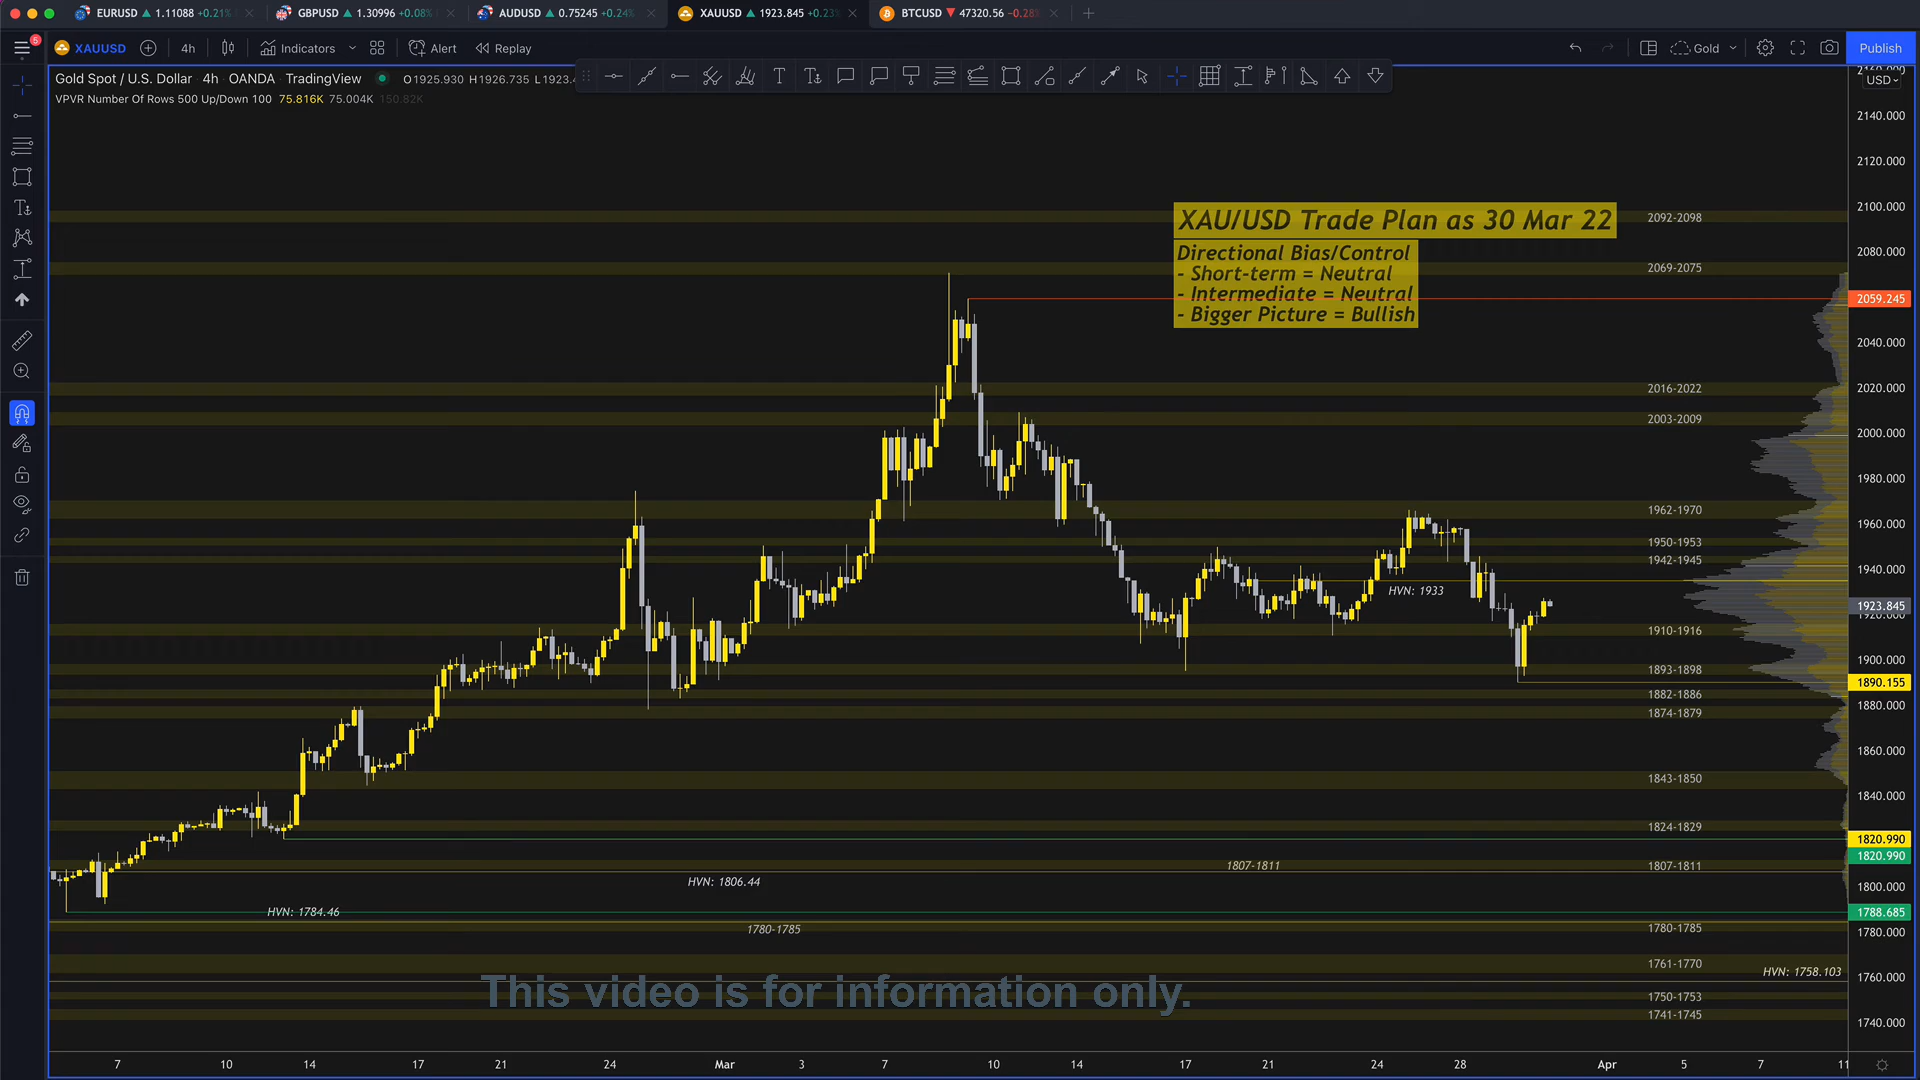 EURUSD 1.11088 +0.21%
GBPUSD 1.30996 +0.08%
AUDUSD 0.75245 +0.24%
XAUUSD 1923.845 +0.23%
BTCUSD 47320.56 -0.28%
5
XAUUSD
4h
Indicators
Alert
Replay
Gold
Publish
Gold Spot / U.S. Dollar 4h OANDA TradingView O1925.930 H1926.735 L1923.
VPVR Number Of Rows 500 Up/Down 100 75.816K 75.004K 150.82K
USD
2140.000
2120.000
2100.000
2080.000
2059.245
2040.000
2020.000
2000.000
1980.000
1960.000
1940.000
1923.845
1920.000
1900.000
1890.155
1880.000
1860.000
1840.000
1820.990
1820.990
1800.000
1788.685
1780.000
1760.000
1740.000
XAU/USD Trade Plan as 30 Mar 22
Directional Bias/Control
- Short-term = Neutral
- Intermediate = Neutral
- Bigger Picture = Bullish
2092-2098
2069-2075
2016-2022
2003-2009
1962-1970
1950-1953
1942-1945
HVN: 1933
1910-1916
1893-1898
1882-1886
1874-1879
1843-1850
1824-1829
1807-1811
1807-1811
HVN: 1806.44
HVN: 1784.46
1780-1785
1780-1785
1761-1770
HVN: 1758.103
1750-1753
1741-1745
This video is for information only.
7 10 14 17 21 24 Mar 3 7 10 14 17 21 24 28 Apr 5 7 11